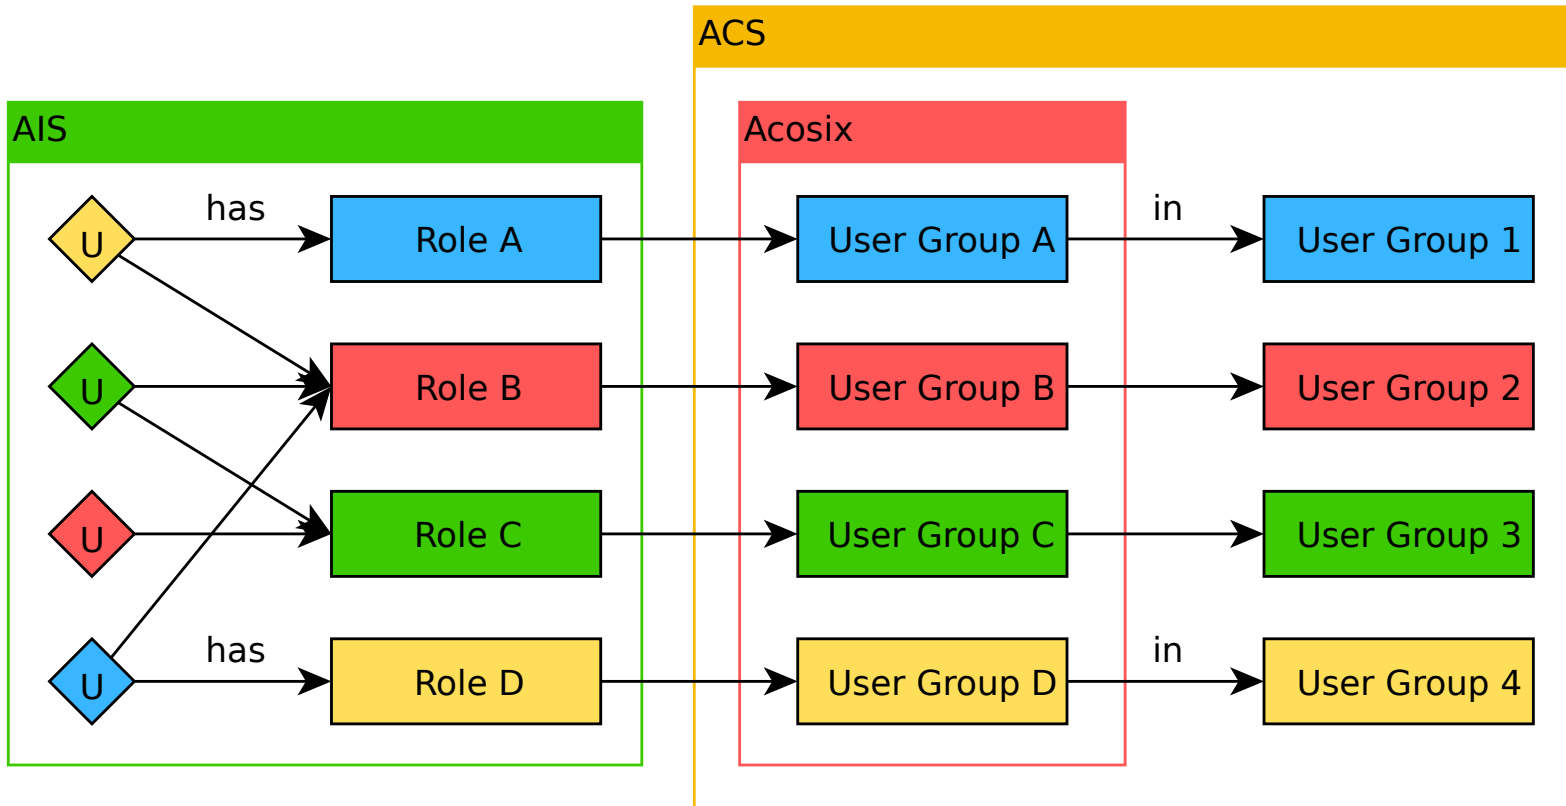 ACS
AIS
Acosix
U
has
Role A
User Group A
in
User Group 1
U
Role B
User Group B
User Group 2
U
Role C
User Group C
User Group 3
U
has
Role D
User Group D
in
User Group 4